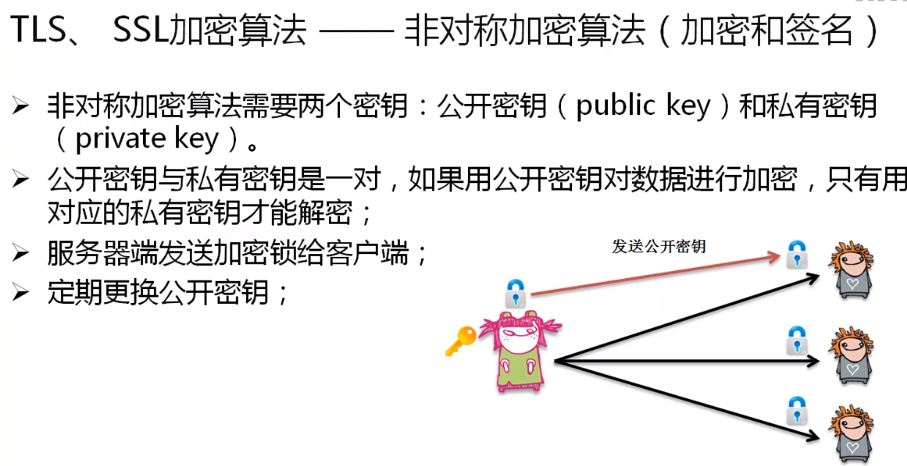 TLS、 SSL加密算法 —— 非对称加密算法（加密和签名）
➢ 非对称加密算法需要两个密钥：公开密钥（public key）和私有密钥
（private key）。
➢ 公开密钥与私有密钥是一对，如果用公开密钥对数据进行加密，只有用
对应的私有密钥才能解密；
➢ 服务器端发送加密锁给客户端；
➢ 定期更换公开密钥；
发送公开密钥